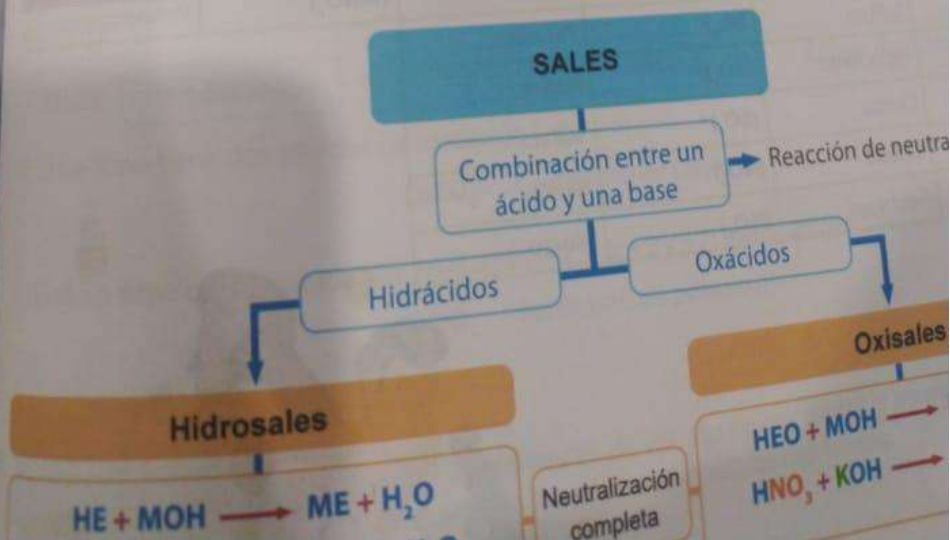 SALES
Combinación entre un
ácido y una base
Reacción de neutra
Hidrácidos
Oxácidos
Hidrosales
HE + MOH → ME + H₂O
Neutralización
completa
Oxisales
HEO + MOH →
HNO₃ + KOH →